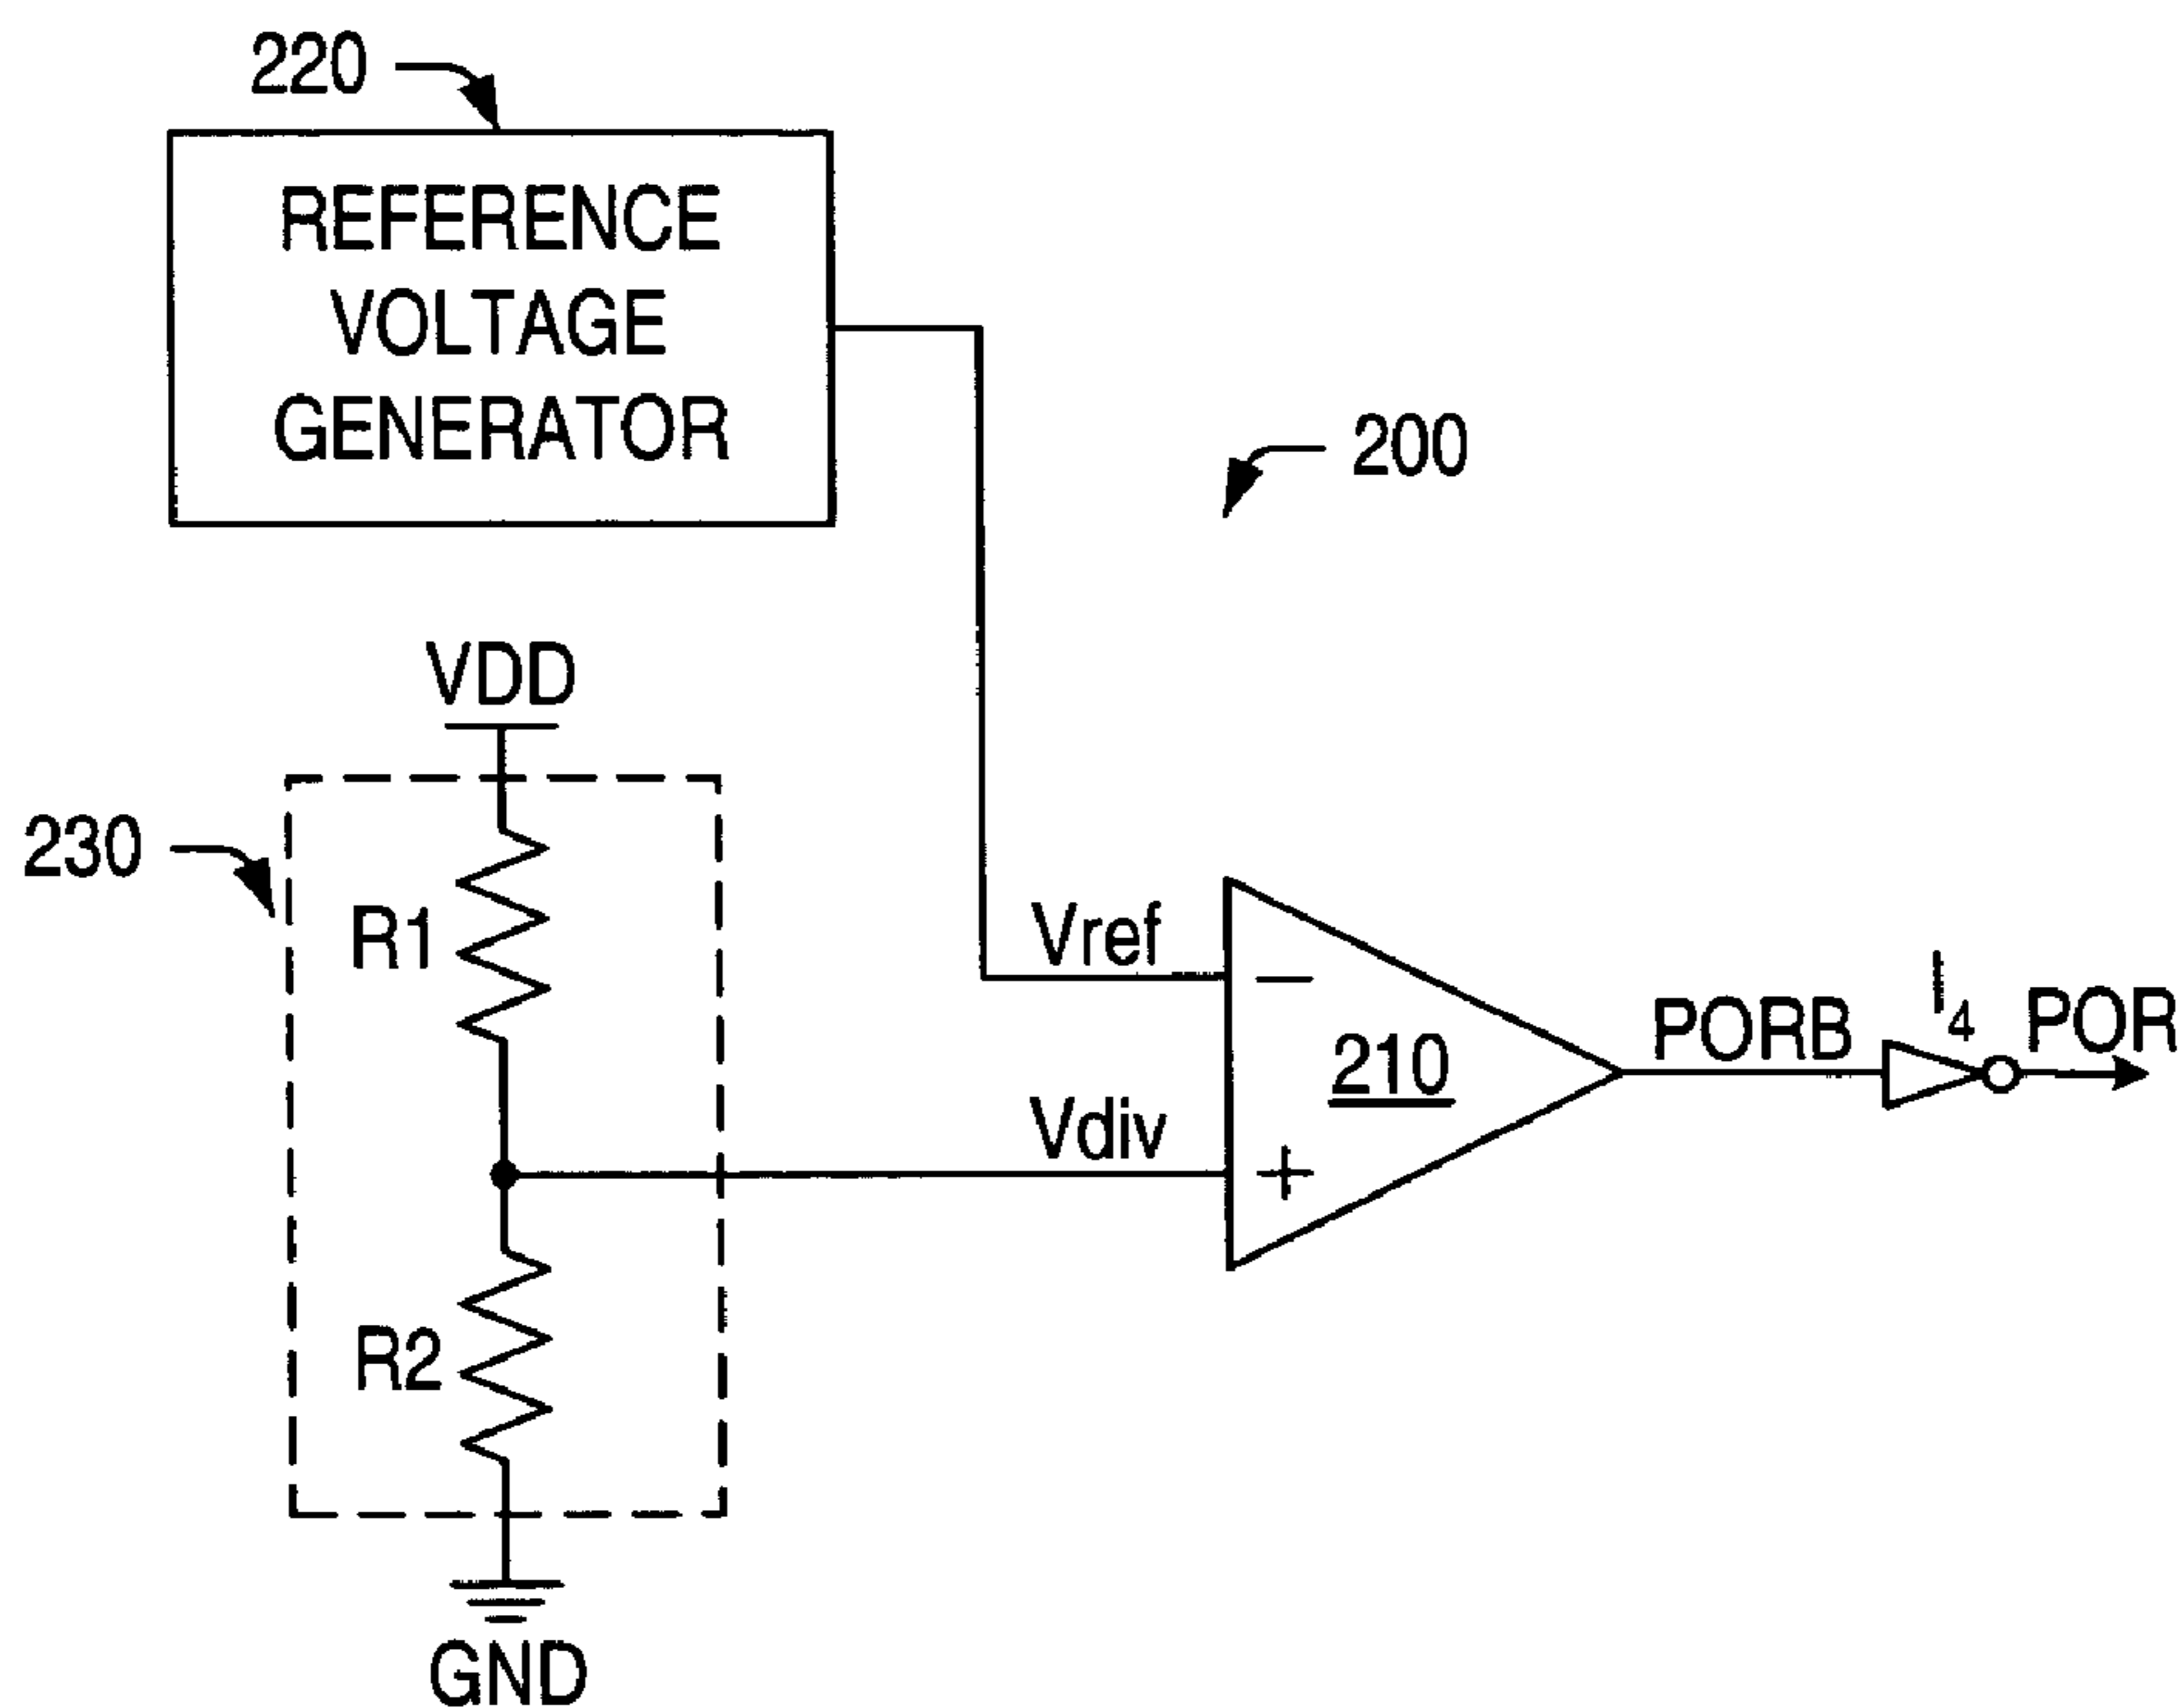 220
REFERENCE
VOLTAGE
GENERATOR
200
VDD
230
R1
Vref
−
210
PORB
I4
POR
Vdiv
+
R2
GND